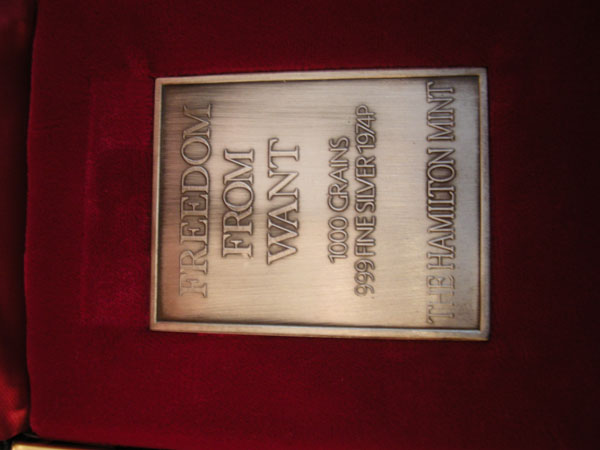 FREEDOM
FROM
WANT
1000 GRAINS
999 FINE SILVER 1974P
THE HAMILTON MINT